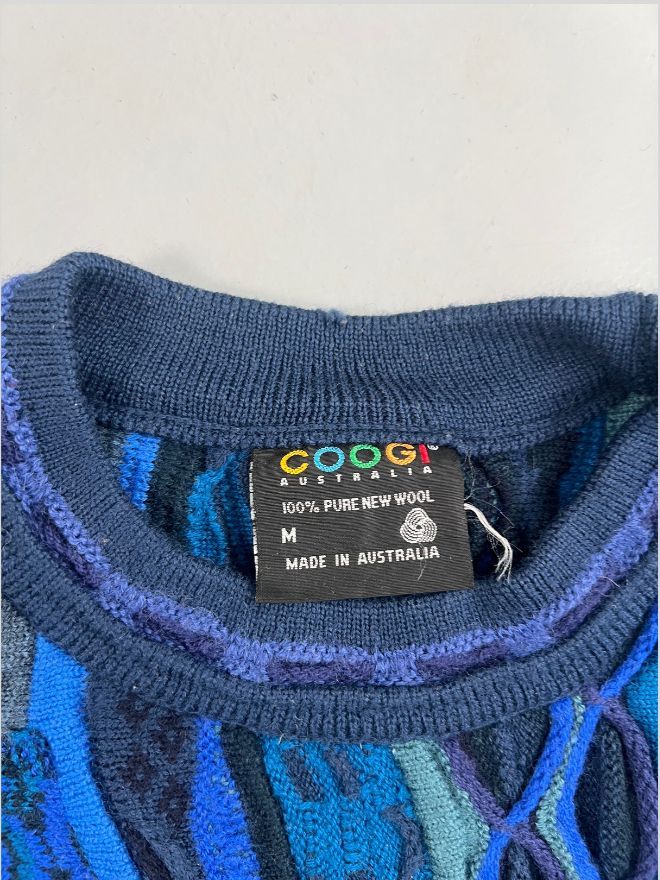 COOGI®
AUSTRALIA
100% PURE NEW WOOL
M
MADE IN AUSTRALIA